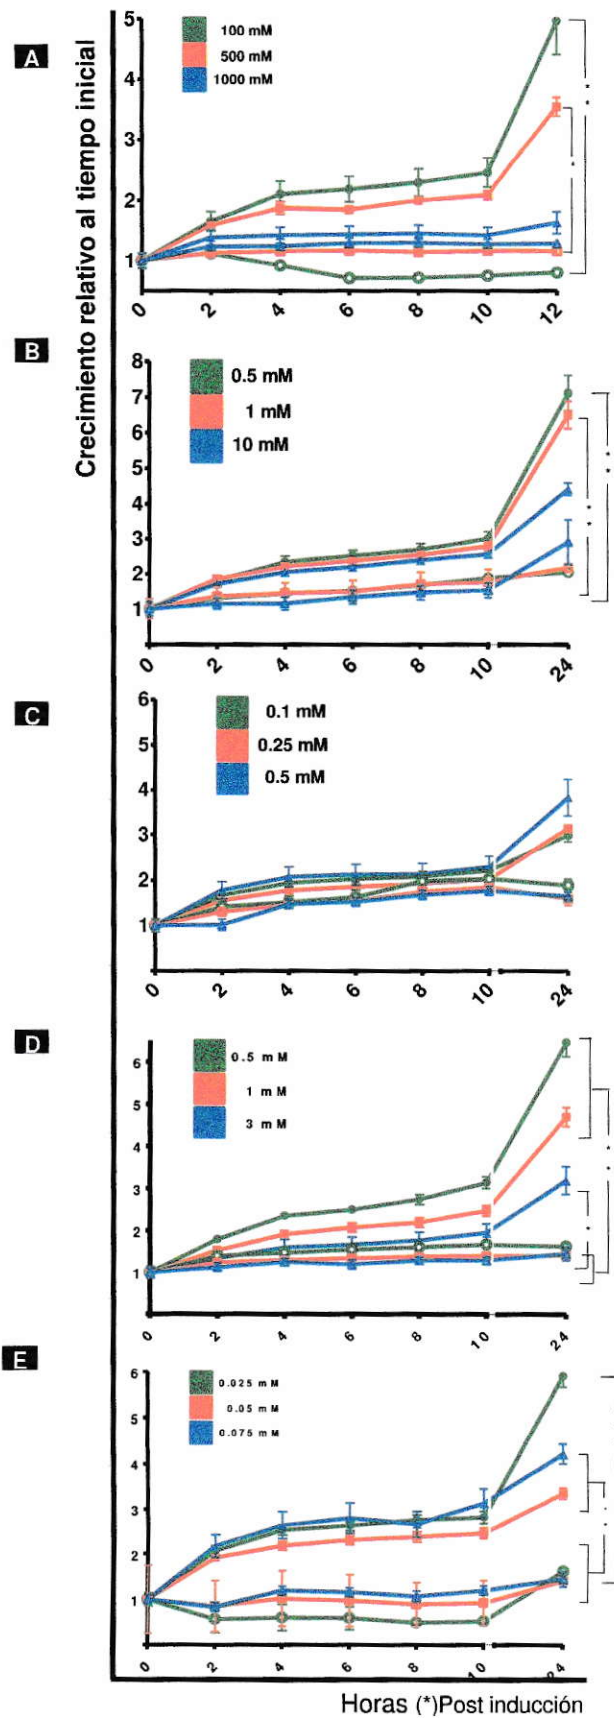 Crecimiento relativo al tiempo inicial
A
100 mM
500 mM
1000 mM
5
4
3
2
1
0 2 4 6 8 10 12
B
0.5 mM
1 mM
10 mM
8
7
6
5
4
3
2
1
0 2 4 6 8 10 24
C
0.1 mM
0.25 mM
0.5 mM
6
5
4
3
2
1
0 2 4 6 8 10 24
D
0.5 mM
1 mM
3 mM
6
5
4
3
2
1
0 2 4 6 8 10 24
E
0.025 mM
0.05 mM
0.075 mM
6
5
4
3
2
1
0 2 4 6 8 10 24
Horas (*)Post inducción